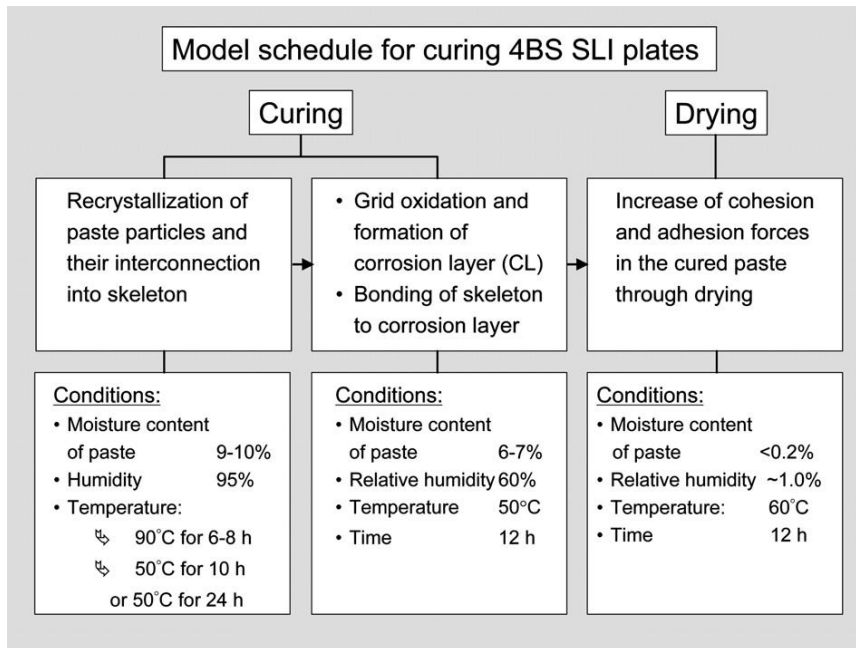 Model schedule for curing 4BS SLI plates
Curing
Drying
Recrystallization of
paste particles and
their interconnection
into skeleton
• Grid oxidation and
formation of
corrosion layer (CL)
• Bonding of skeleton
to corrosion layer
Increase of cohesion
and adhesion forces
in the cured paste
through drying
Conditions:
• Moisture content
of paste 9-10%
• Humidity 95%
• Temperature:
↳ 90°C for 6-8 h
↳ 50°C for 10 h
or 50°C for 24 h
Conditions:
• Moisture content
of paste 6-7%
• Relative humidity 60%
• Temperature 50°C
• Time 12 h
Conditions:
• Moisture content
of paste <0.2%
• Relative humidity ~1.0%
• Temperature: 60°C
• Time 12 h